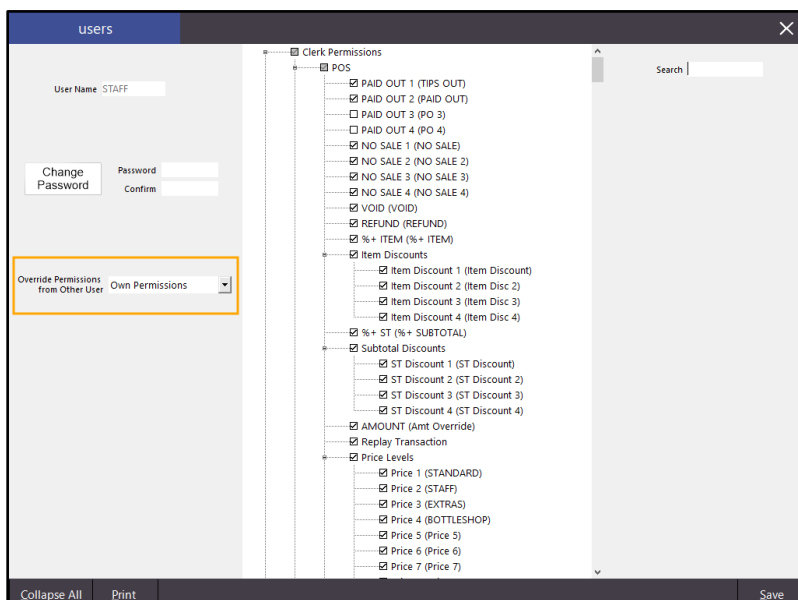 users
User Name STAFF
Change Password
Password
Confirm
Override Permissions
from Other User
Own Permissions
Clerk Permissions
POS
PAID OUT 1 (TIPS OUT)
PAID OUT 2 (PAID OUT)
PAID OUT 3 (PO 3)
PAID OUT 4 (PO 4)
NO SALE 1 (NO SALE)
NO SALE 2 (NO SALE 2)
NO SALE 3 (NO SALE 3)
NO SALE 4 (NO SALE 4)
VOID (VOID)
REFUND (REFUND)
%+ ITEM (%+ ITEM)
Item Discounts
Item Discount 1 (Item Discount)
Item Discount 2 (Item Disc 2)
Item Discount 3 (Item Disc 3)
Item Discount 4 (Item Disc 4)
%+ ST (%+ SUBTOTAL)
Subtotal Discounts
ST Discount 1 (ST Discount)
ST Discount 2 (ST Discount 2)
ST Discount 3 (ST Discount 3)
ST Discount 4 (ST Discount 4)
AMOUNT (Amt Override)
Replay Transaction
Price Levels
Price 1 (STANDARD)
Price 2 (STAFF)
Price 3 (EXTRAS)
Price 4 (BOTTLESHOP)
Price 5 (Price 5)
Price 6 (Price 6)
Price 7 (Price 7)
Search
Collapse All
Print
Save